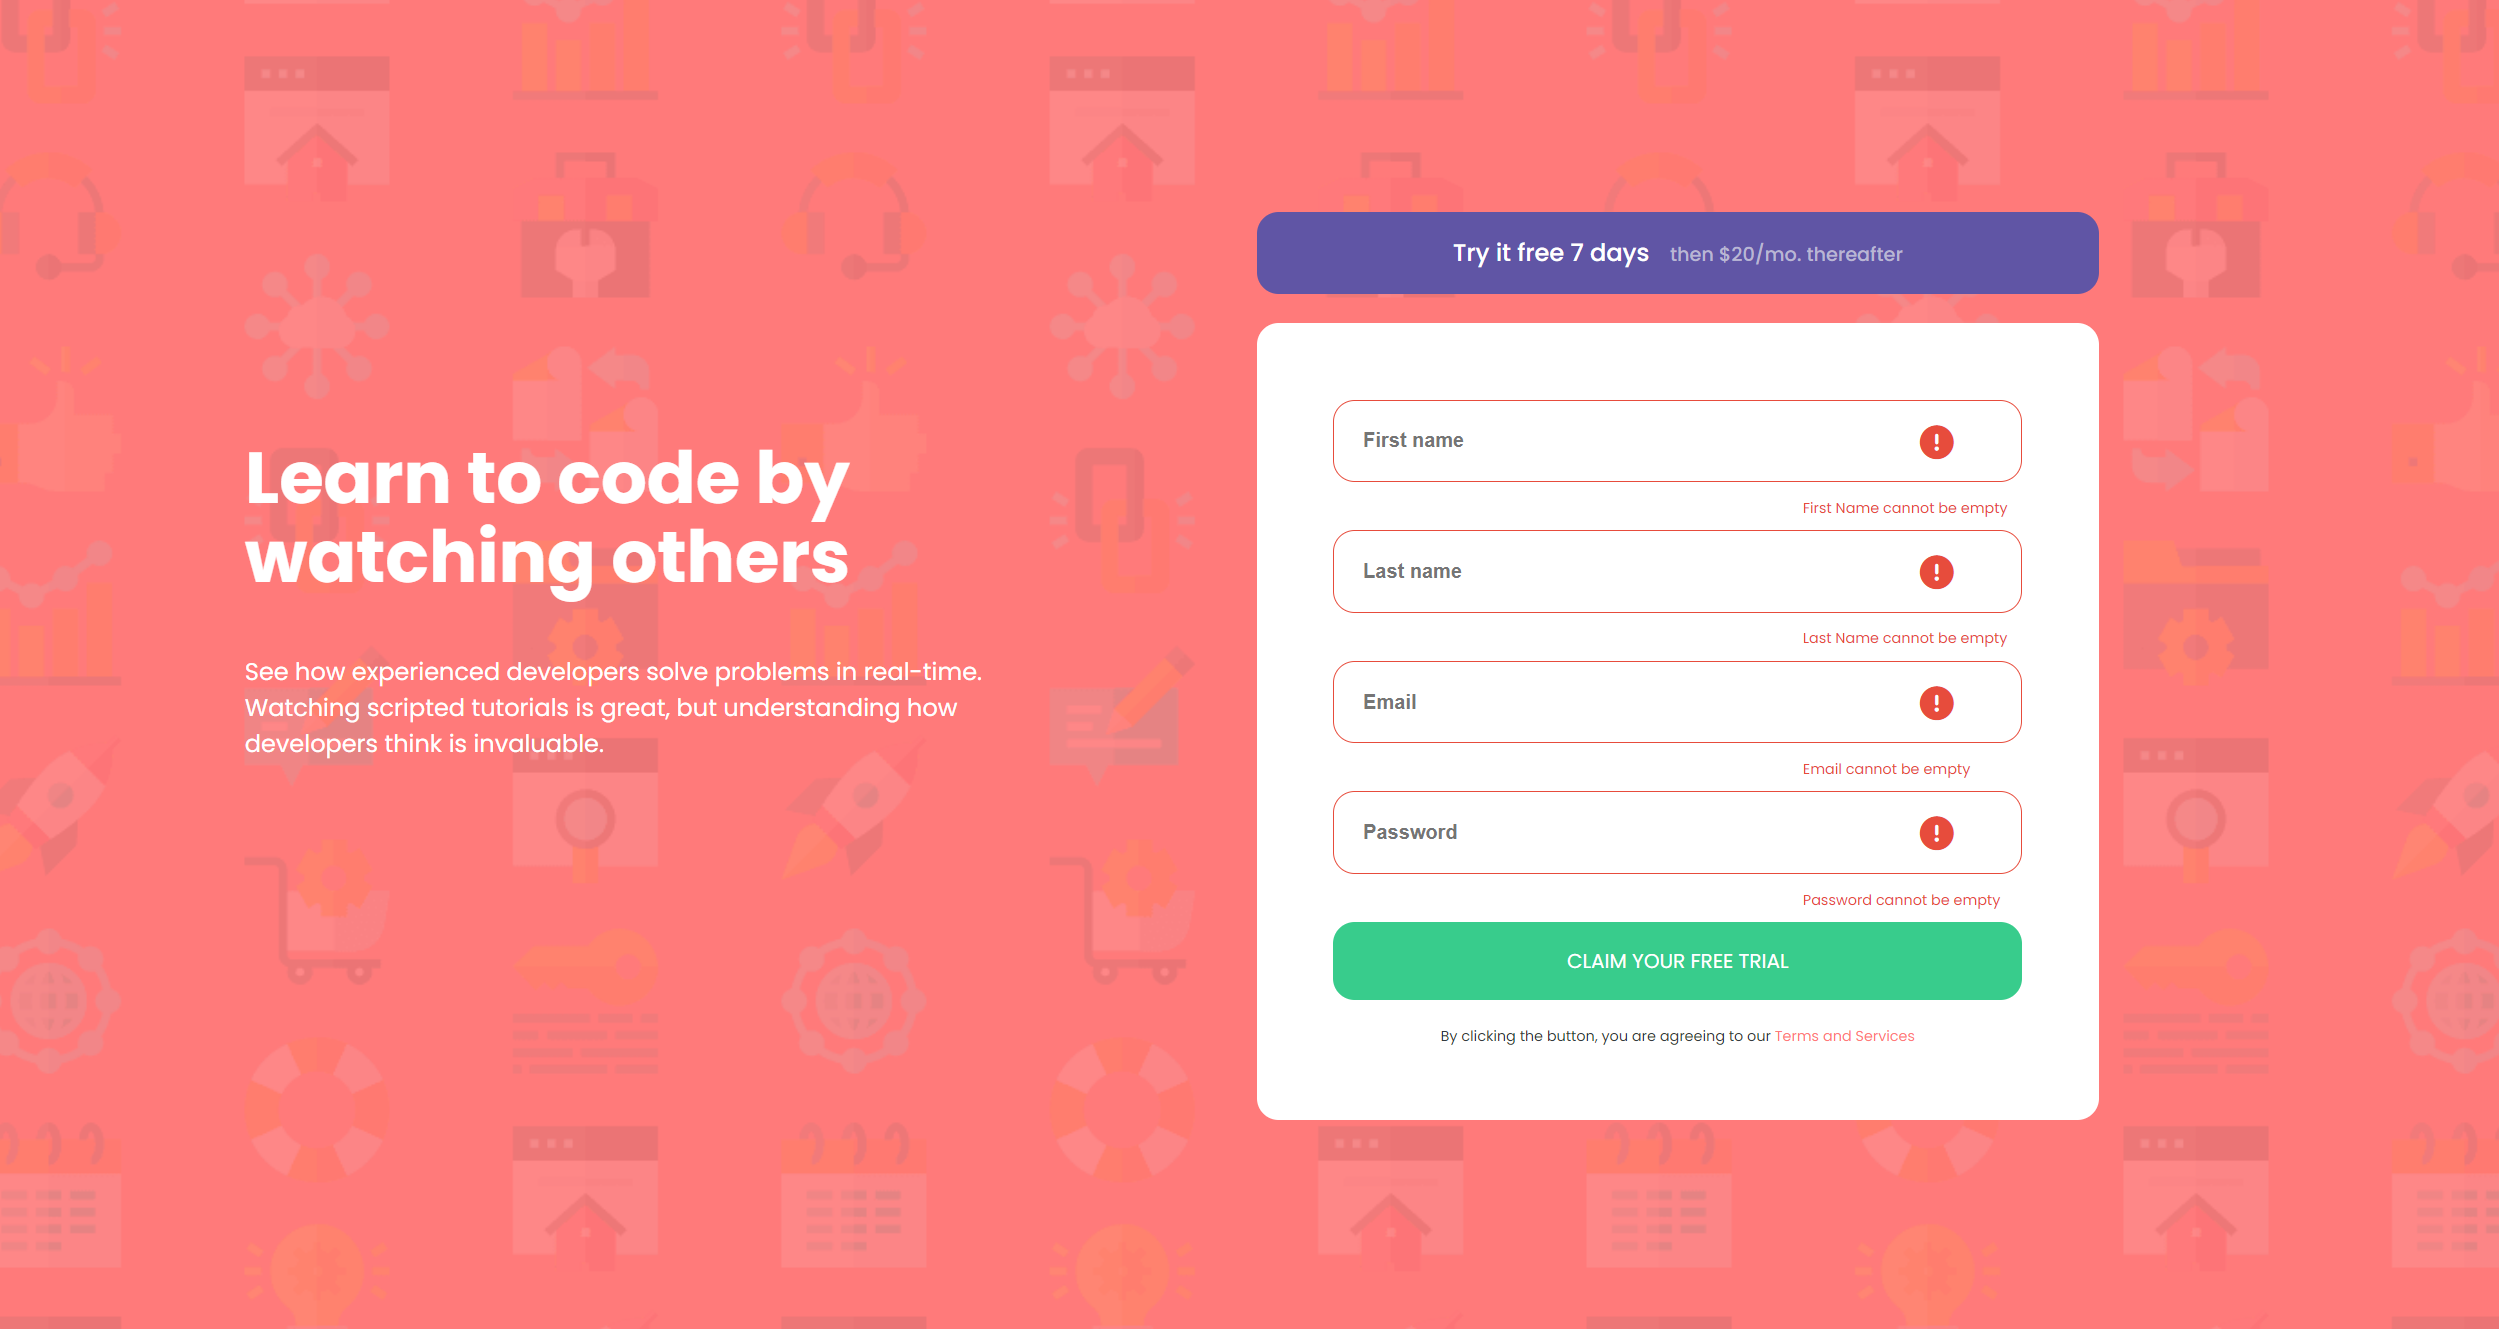 Learn to code by
watching others
See how experienced developers solve problems in real-time.
Watching scripted tutorials is great, but understanding how
developers think is invaluable.
Try it free 7 days then $20/mo. thereafter
First name
First Name cannot be empty
Last name
Last Name cannot be empty
Email
Email cannot be empty
Password
Password cannot be empty
CLAIM YOUR FREE TRIAL
By clicking the button, you are agreeing to our Terms and Services